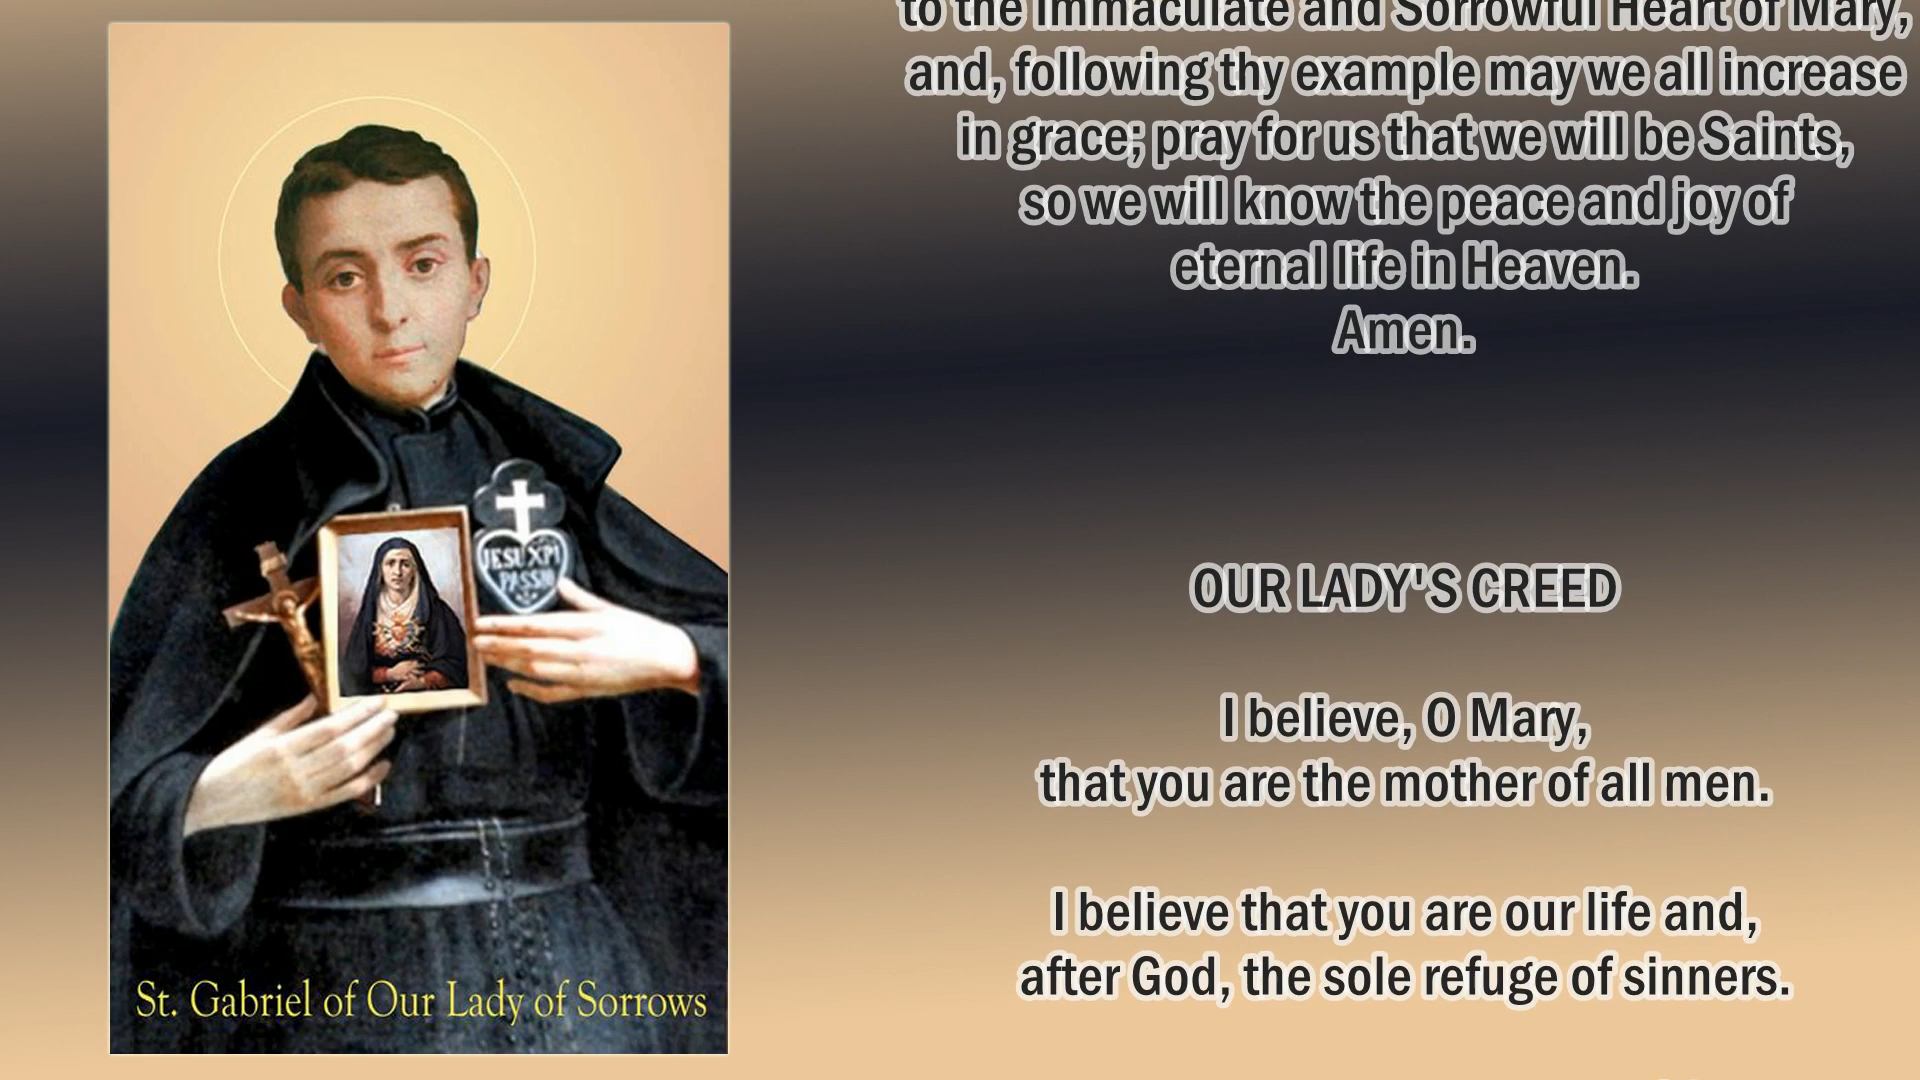 to the Immaculate and Sorrowful Heart of Mary,
and, following thy example may we all increase
in grace; pray for us that we will be Saints,
so we will know the peace and joy of
eternal life in Heaven.
Amen.
OUR LADY'S CREED
I believe, O Mary,
that you are the mother of all men.
I believe that you are our life and,
after God, the sole refuge of sinners.
JESU XPI
PASSIO
St. Gabriel of Our Lady of Sorrows